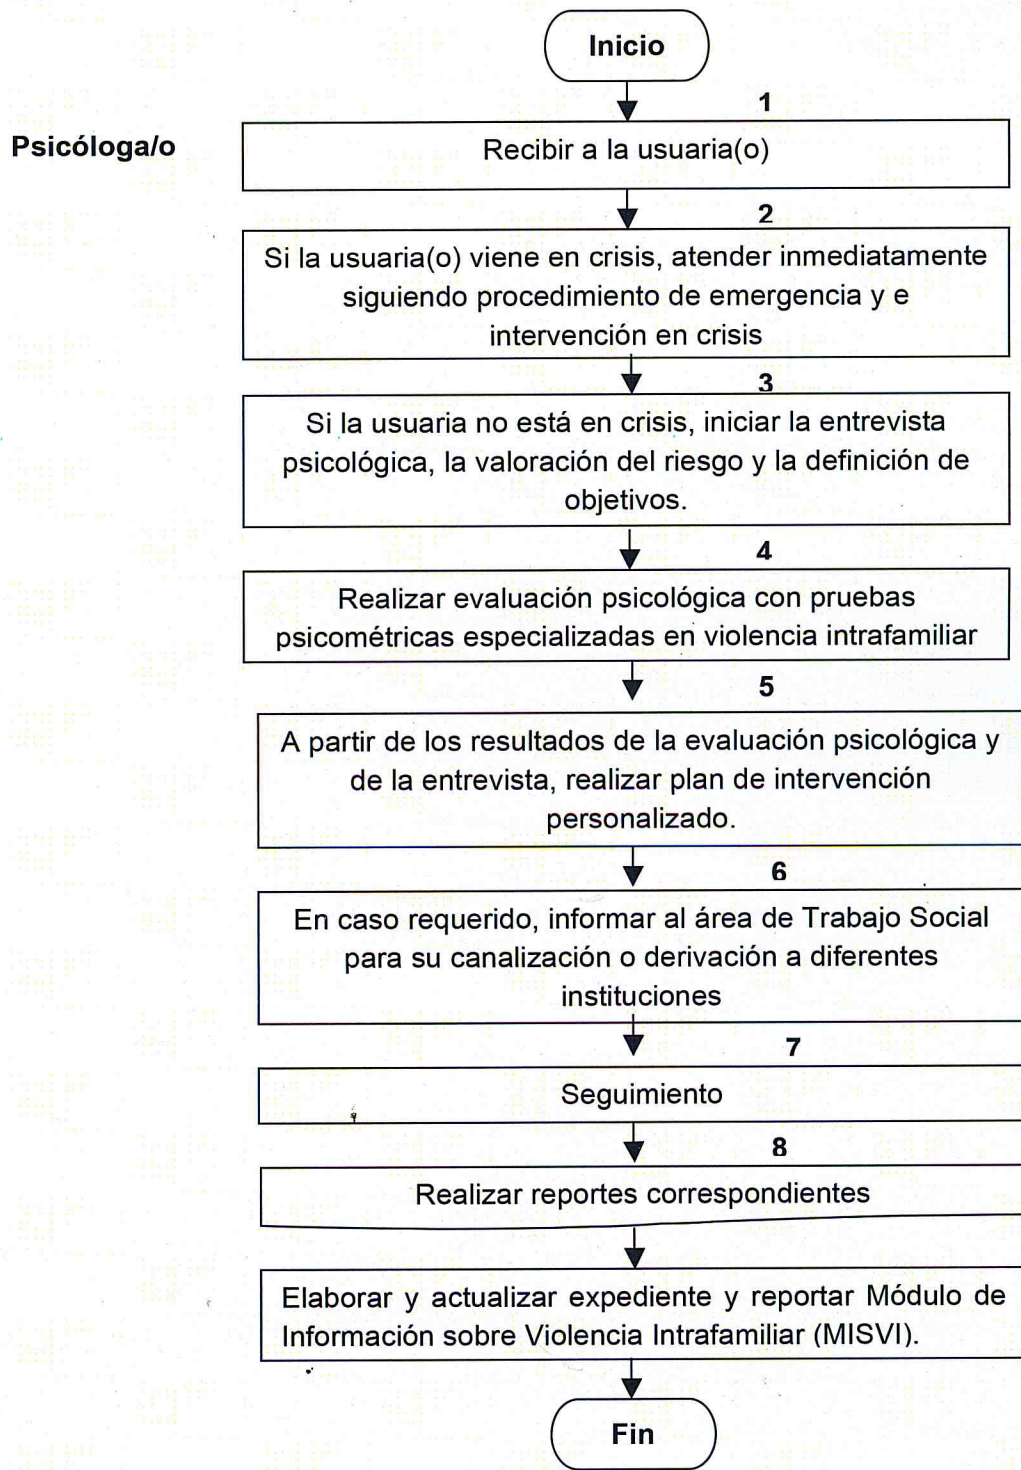 Inicio
1
Psicóloga/o
Recibir a la usuaria(o)
2
Si la usuaria(o) viene en crisis, atender inmediatamente
siguiendo procedimiento de emergencia y e
intervención en crisis
3
Si la usuaria no está en crisis, iniciar la entrevista
psicológica, la valoración del riesgo y la definición de
objetivos.
4
Realizar evaluación psicológica con pruebas
psicométricas especializadas en violencia intrafamiliar
5
A partir de los resultados de la evaluación psicológica y
de la entrevista, realizar plan de intervención
personalizado.
6
En caso requerido, informar al área de Trabajo Social
para su canalización o derivación a diferentes
instituciones
7
Seguimiento
8
Realizar reportes correspondientes
Elaborar y actualizar expediente y reportar Módulo de
Información sobre Violencia Intrafamiliar (MISVI).
Fin